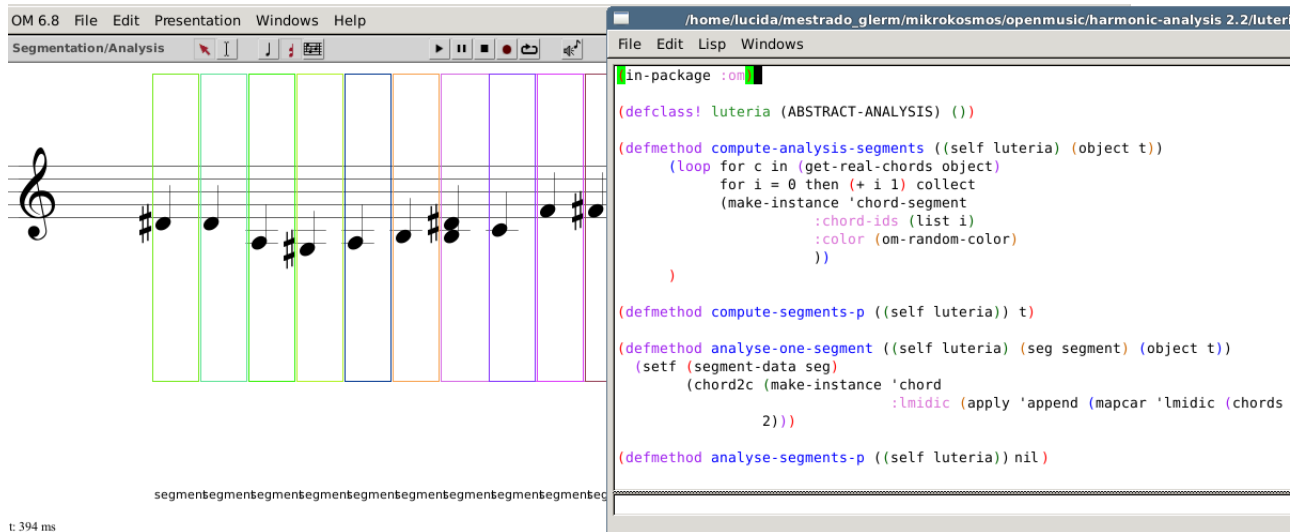 OM 6.8 File Edit Presentation Windows Help
Segmentation/Analysis
segmentsegmentsegmentsegmentsegmentsegmentsegmentsegmentsegmentseg
t: 394 ms
/home/lucida/mestrado_glerm/mikrokosmos/openmusic/harmonic-analysis 2.2/luteri
File Edit Lisp Windows
(in-package :om)
(defclass! luteria (ABSTRACT-ANALYSIS) ())
(defmethod compute-analysis-segments ((self luteria) (object t))
(loop for c in (get-real-chords object)
for i = 0 then (+ i 1) collect
(make-instance 'chord-segment
:chord-ids (list i)
:color (om-random-color)
))
)
(defmethod compute-segments-p ((self luteria)) t)
(defmethod analyse-one-segment ((self luteria) (seg segment) (object t))
(setf (segment-data seg)
(chord2c (make-instance 'chord
:lmidic (apply 'append (mapcar 'lmidic (chords
2)))
(defmethod analyse-segments-p ((self luteria)) nil)